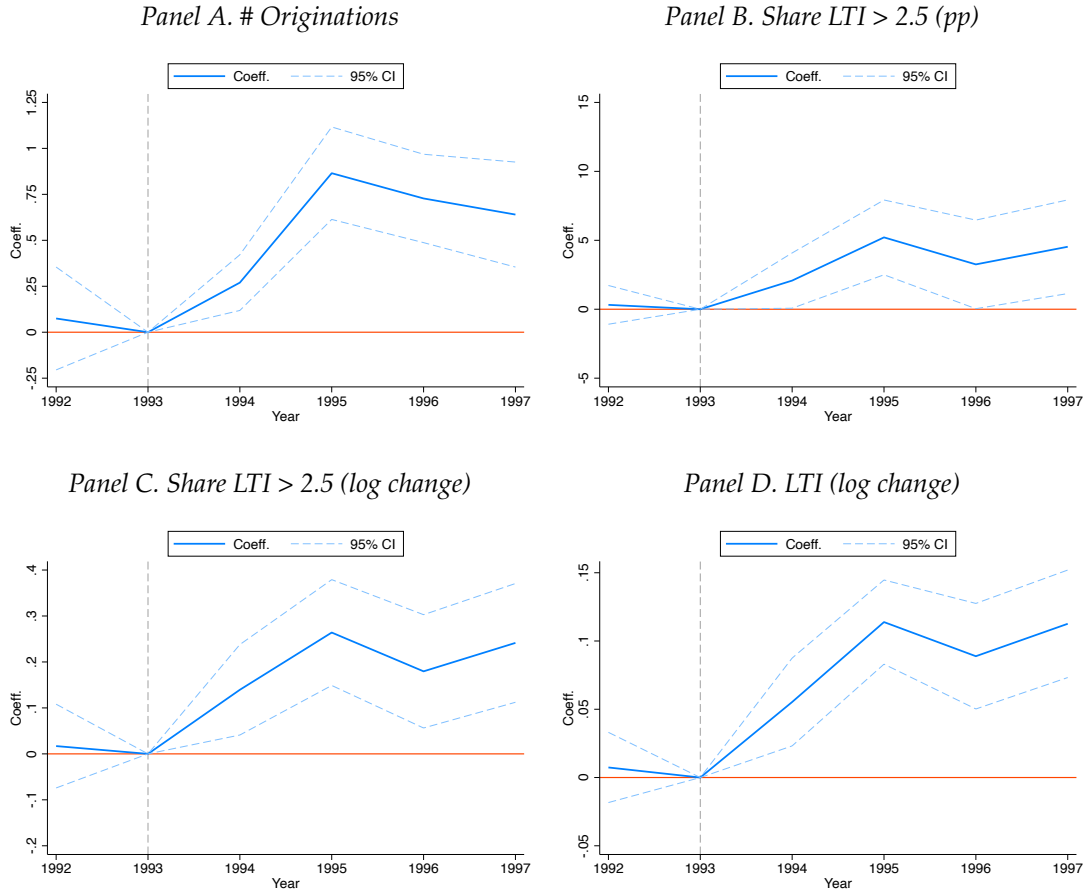 Panel A. # Originations
Coeff. 95% CI
1.25
1
.75
.5
.25
0
-.25
Coeff.
1992 1993 1994 1995 1996 1997
Year
Panel B. Share LTI > 2.5 (pp)
Coeff. 95% CI
15
10
5
0
-5
Coeff.
1992 1993 1994 1995 1996 1997
Year
Panel C. Share LTI > 2.5 (log change)
Coeff. 95% CI
.4
.3
.2
.1
0
-.1
-.2
Coeff.
1992 1993 1994 1995 1996 1997
Year
Panel D. LTI (log change)
Coeff. 95% CI
.15
.1
.05
0
-.05
Coeff.
1992 1993 1994 1995 1996 1997
Year